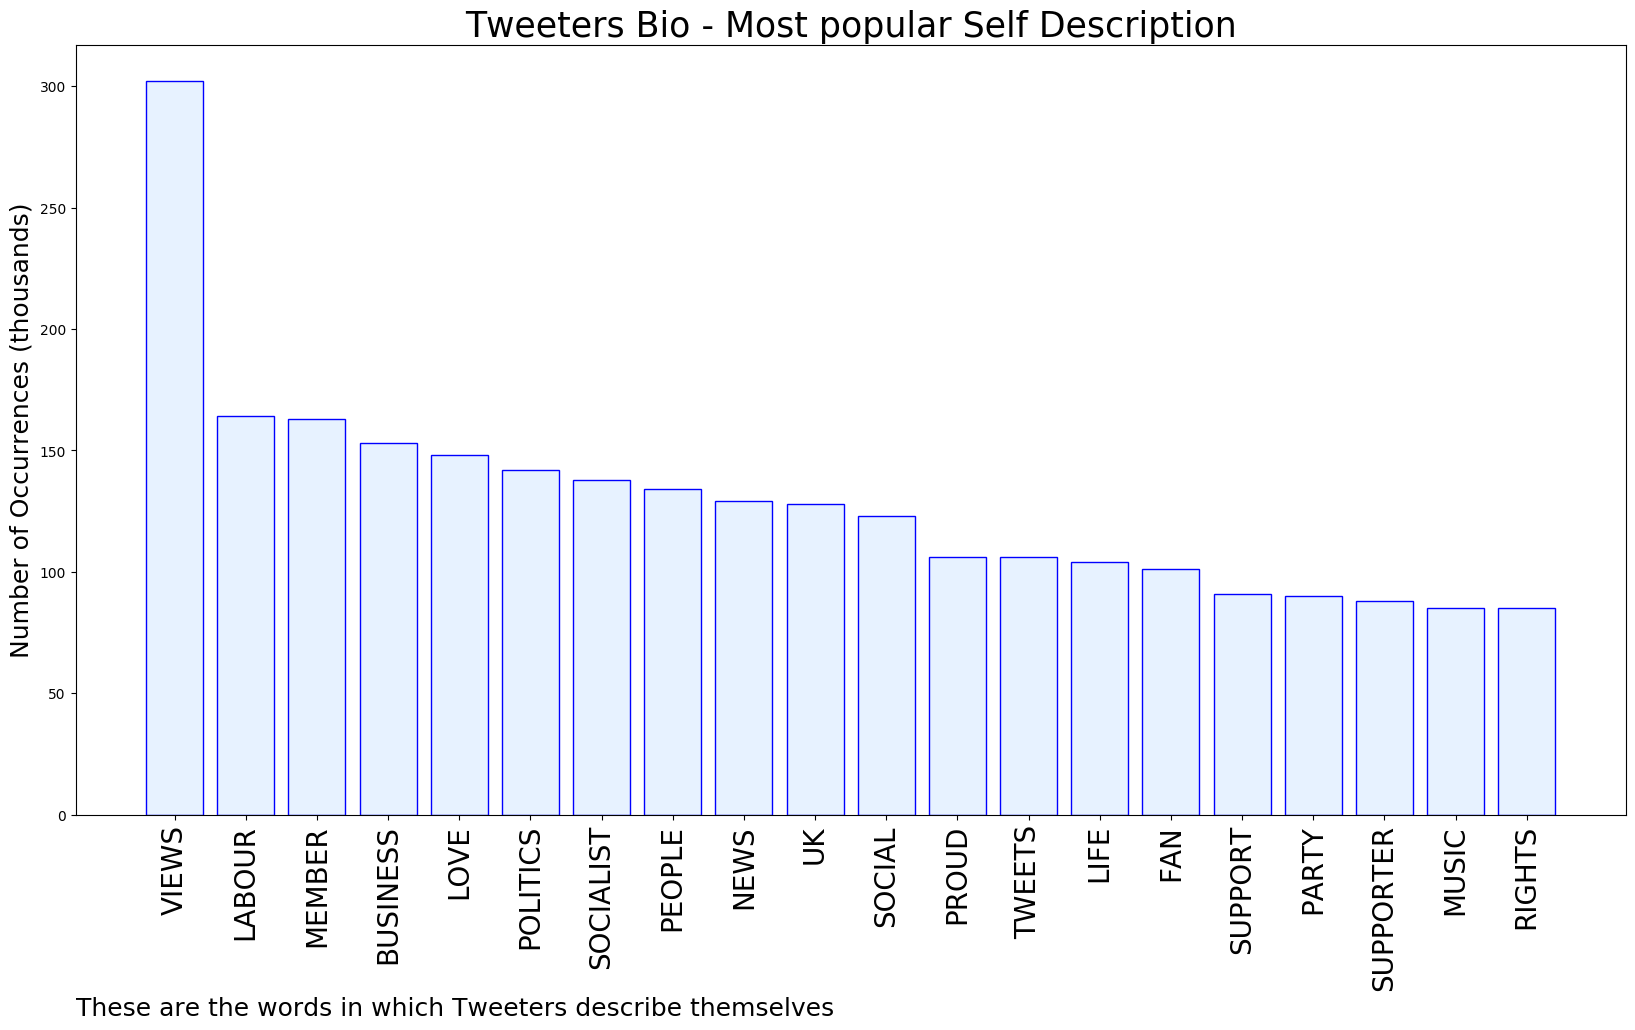 Tweeters Bio - Most popular Self Description
Number of Occurrences (thousands)
300
250
200
150
100
50
0
VIEWS
LABOUR
MEMBER
BUSINESS
LOVE
POLITICS
SOCIALIST
PEOPLE
NEWS
UK
SOCIAL
PROUD
TWEETS
LIFE
FAN
SUPPORT
PARTY
SUPPORTER
MUSIC
RIGHTS
These are the words in which Tweeters describe themselves